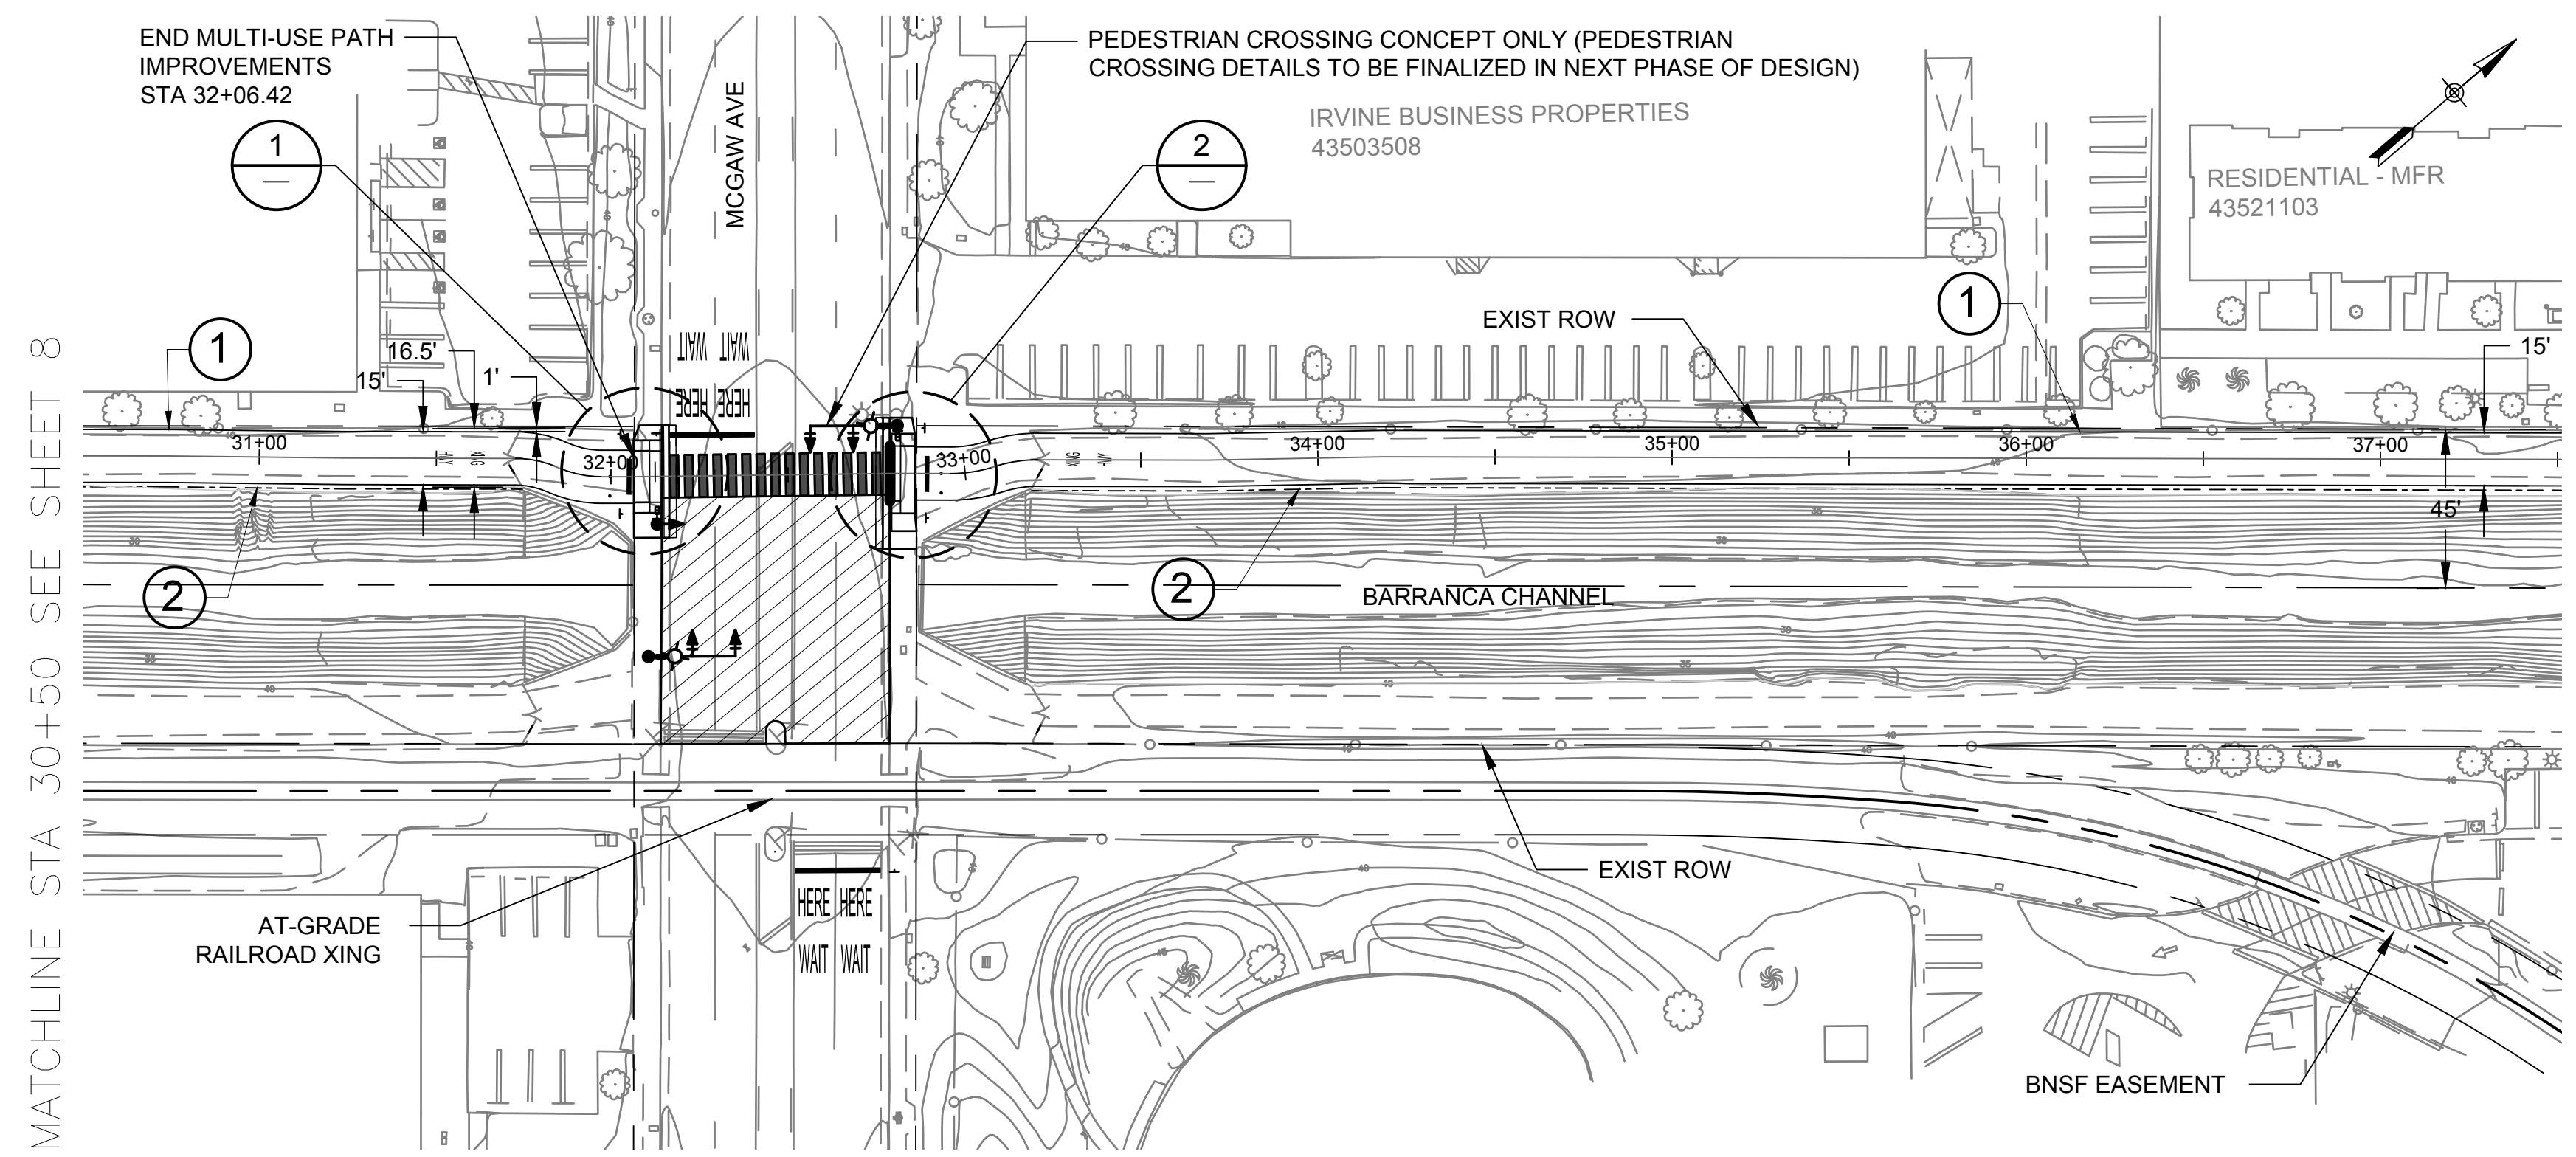 END MULTI-USE PATH
IMPROVEMENTS
STA 32+06.42
PEDESTRIAN CROSSING CONCEPT ONLY (PEDESTRIAN
CROSSING DETAILS TO BE FINALIZED IN NEXT PHASE OF DESIGN)
IRVINE BUSINESS PROPERTIES
43503508
RESIDENTIAL - MFR
43521103
1
—
2
—
MCGAW AVE
MATCHLINE STA 30+50 SEE SHEET 8
1
1
EXIST ROW
16.5'
15'
1'
15'
WAIT WAIT
HERE HERE
31+00
32+00
33+00
34+00
35+00
36+00
37+00
HWY XING
XING HWY
45'
2
2
BARRANCA CHANNEL
EXIST ROW
AT-GRADE
RAILROAD XING
HERE HERE
WAIT WAIT
BNSF EASEMENT